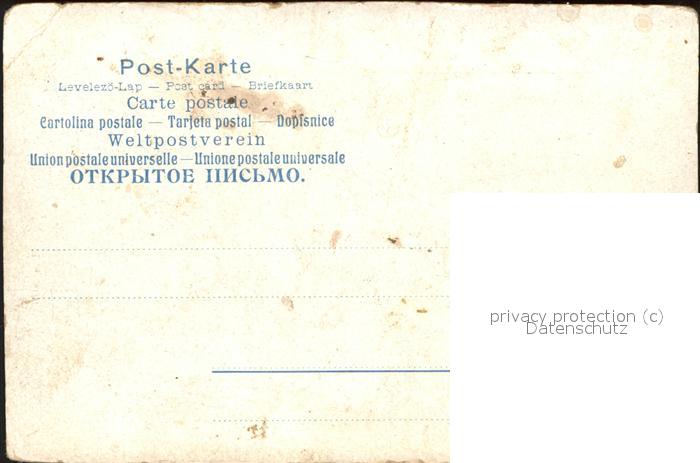 Post-Karte
Levelező-Lap — Post card — Briefkaart
Carte postale
Cartolina postale — Tarjeta postal — Dopisnice
Weltpostverein
Union postale universelle — Unione postale universale
ОТКРЫТОЕ ПИСЬМО.
privacy protection (c)
Datenschutz